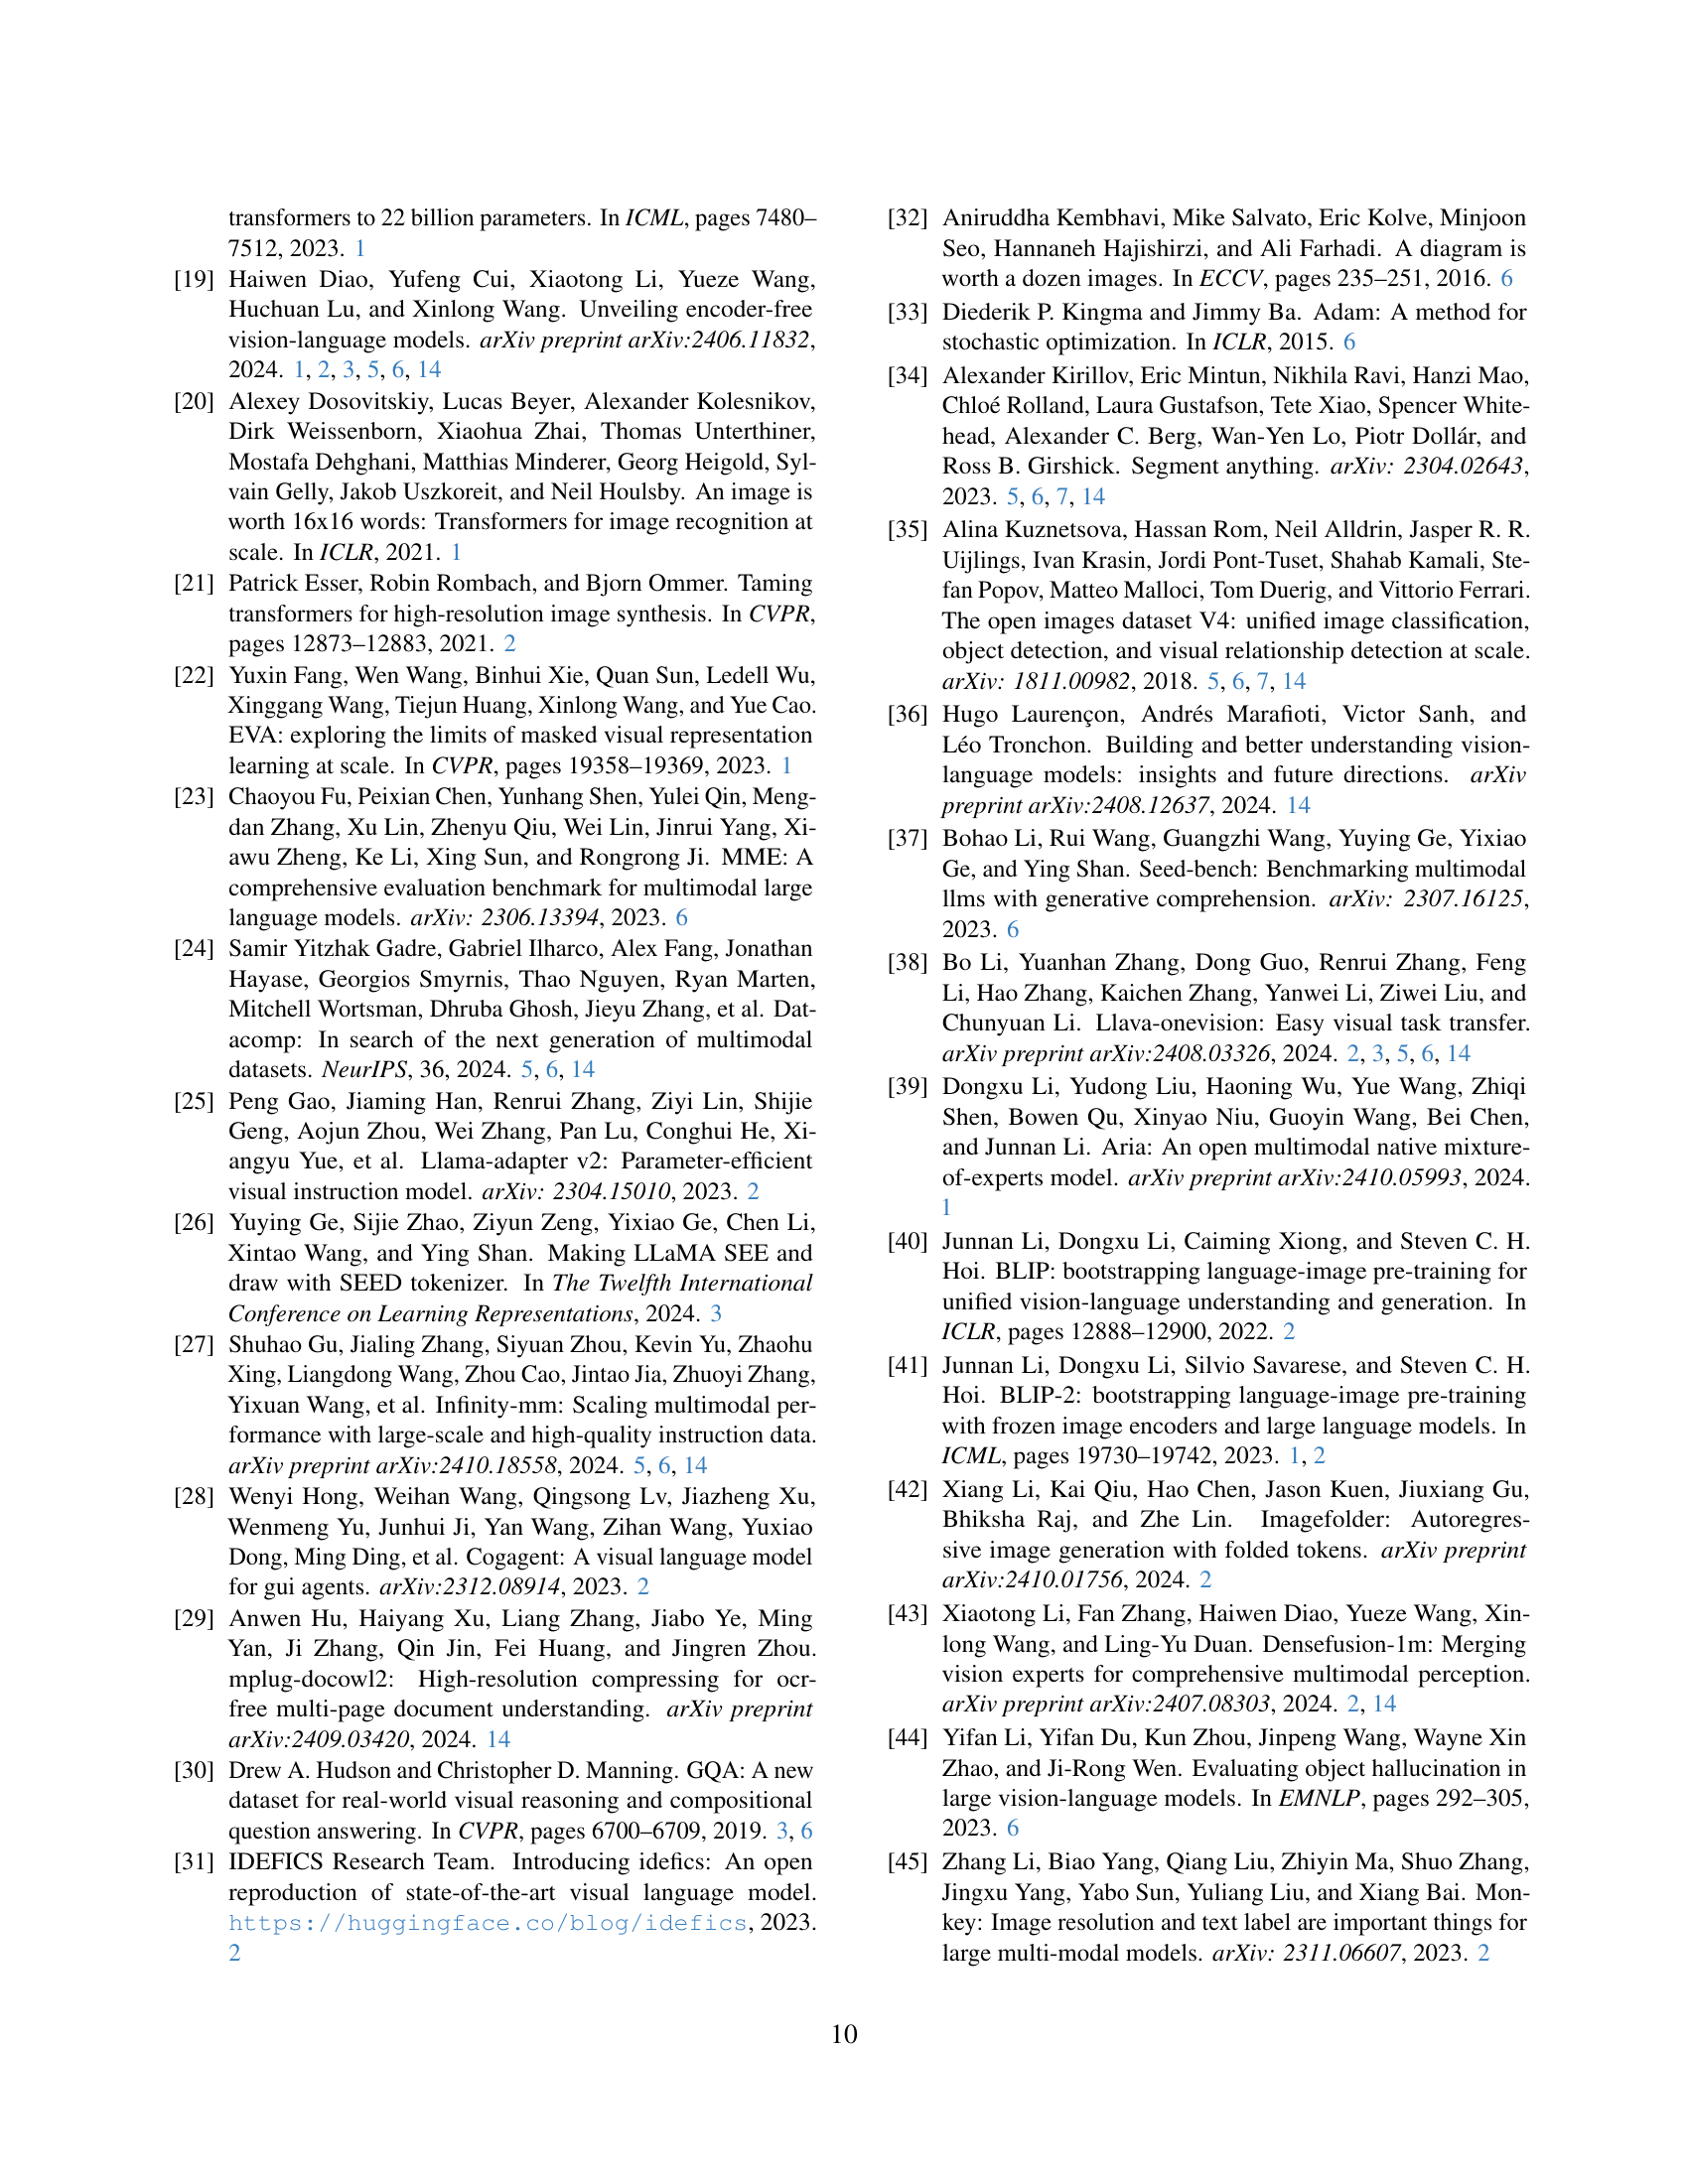 transformers to 22 billion parameters. In ICML, pages 7480–
7512, 2023. 1
[19] Haiwen Diao, Yufeng Cui, Xiaotong Li, Yueze Wang,
Huchuan Lu, and Xinlong Wang. Unveiling encoder-free
vision-language models. arXiv preprint arXiv:2406.11832,
2024. 1, 2, 3, 5, 6, 14
[20] Alexey Dosovitskiy, Lucas Beyer, Alexander Kolesnikov,
Dirk Weissenborn, Xiaohua Zhai, Thomas Unterthiner,
Mostafa Dehghani, Matthias Minderer, Georg Heigold, Syl-
vain Gelly, Jakob Uszkoreit, and Neil Houlsby. An image is
worth 16x16 words: Transformers for image recognition at
scale. In ICLR, 2021. 1
[21] Patrick Esser, Robin Rombach, and Bjorn Ommer. Taming
transformers for high-resolution image synthesis. In CVPR,
pages 12873–12883, 2021. 2
[22] Yuxin Fang, Wen Wang, Binhui Xie, Quan Sun, Ledell Wu,
Xinggang Wang, Tiejun Huang, Xinlong Wang, and Yue Cao.
EVA: exploring the limits of masked visual representation
learning at scale. In CVPR, pages 19358–19369, 2023. 1
[23] Chaoyou Fu, Peixian Chen, Yunhang Shen, Yulei Qin, Meng-
dan Zhang, Xu Lin, Zhenyu Qiu, Wei Lin, Jinrui Yang, Xi-
awu Zheng, Ke Li, Xing Sun, and Rongrong Ji. MME: A
comprehensive evaluation benchmark for multimodal large
language models. arXiv: 2306.13394, 2023. 6
[24] Samir Yitzhak Gadre, Gabriel Ilharco, Alex Fang, Jonathan
Hayase, Georgios Smyrnis, Thao Nguyen, Ryan Marten,
Mitchell Wortsman, Dhruba Ghosh, Jieyu Zhang, et al. Dat-
acomp: In search of the next generation of multimodal
datasets. NeurIPS, 36, 2024. 5, 6, 14
[25] Peng Gao, Jiaming Han, Renrui Zhang, Ziyi Lin, Shijie
Geng, Aojun Zhou, Wei Zhang, Pan Lu, Conghui He, Xi-
angyu Yue, et al. Llama-adapter v2: Parameter-efficient
visual instruction model. arXiv: 2304.15010, 2023. 2
[26] Yuying Ge, Sijie Zhao, Ziyun Zeng, Yixiao Ge, Chen Li,
Xintao Wang, and Ying Shan. Making LLaMA SEE and
draw with SEED tokenizer. In The Twelfth International
Conference on Learning Representations, 2024. 3
[27] Shuhao Gu, Jialing Zhang, Siyuan Zhou, Kevin Yu, Zhaohu
Xing, Liangdong Wang, Zhou Cao, Jintao Jia, Zhuoyi Zhang,
Yixuan Wang, et al. Infinity-mm: Scaling multimodal per-
formance with large-scale and high-quality instruction data.
arXiv preprint arXiv:2410.18558, 2024. 5, 6, 14
[28] Wenyi Hong, Weihan Wang, Qingsong Lv, Jiazheng Xu,
Wenmeng Yu, Junhui Ji, Yan Wang, Zihan Wang, Yuxiao
Dong, Ming Ding, et al. Cogagent: A visual language model
for gui agents. arXiv:2312.08914, 2023. 2
[29] Anwen Hu, Haiyang Xu, Liang Zhang, Jiabo Ye, Ming
Yan, Ji Zhang, Qin Jin, Fei Huang, and Jingren Zhou.
mplug-docowl2: High-resolution compressing for ocr-
free multi-page document understanding. arXiv preprint
arXiv:2409.03420, 2024. 14
[30] Drew A. Hudson and Christopher D. Manning. GQA: A new
dataset for real-world visual reasoning and compositional
question answering. In CVPR, pages 6700–6709, 2019. 3, 6
[31] IDEFICS Research Team. Introducing idefics: An open
reproduction of state-of-the-art visual language model.
https://huggingface.co/blog/idefics, 2023.
2
[32] Aniruddha Kembhavi, Mike Salvato, Eric Kolve, Minjoon
Seo, Hannaneh Hajishirzi, and Ali Farhadi. A diagram is
worth a dozen images. In ECCV, pages 235–251, 2016. 6
[33] Diederik P. Kingma and Jimmy Ba. Adam: A method for
stochastic optimization. In ICLR, 2015. 6
[34] Alexander Kirillov, Eric Mintun, Nikhila Ravi, Hanzi Mao,
Chloé Rolland, Laura Gustafson, Tete Xiao, Spencer White-
head, Alexander C. Berg, Wan-Yen Lo, Piotr Dollár, and
Ross B. Girshick. Segment anything. arXiv: 2304.02643,
2023. 5, 6, 7, 14
[35] Alina Kuznetsova, Hassan Rom, Neil Alldrin, Jasper R. R.
Uijlings, Ivan Krasin, Jordi Pont-Tuset, Shahab Kamali, Ste-
fan Popov, Matteo Malloci, Tom Duerig, and Vittorio Ferrari.
The open images dataset V4: unified image classification,
object detection, and visual relationship detection at scale.
arXiv: 1811.00982, 2018. 5, 6, 7, 14
[36] Hugo Laurençon, Andrés Marafioti, Victor Sanh, and
Léo Tronchon. Building and better understanding vision-
language models: insights and future directions. arXiv
preprint arXiv:2408.12637, 2024. 14
[37] Bohao Li, Rui Wang, Guangzhi Wang, Yuying Ge, Yixiao
Ge, and Ying Shan. Seed-bench: Benchmarking multimodal
llms with generative comprehension. arXiv: 2307.16125,
2023. 6
[38] Bo Li, Yuanhan Zhang, Dong Guo, Renrui Zhang, Feng
Li, Hao Zhang, Kaichen Zhang, Yanwei Li, Ziwei Liu, and
Chunyuan Li. Llava-onevision: Easy visual task transfer.
arXiv preprint arXiv:2408.03326, 2024. 2, 3, 5, 6, 14
[39] Dongxu Li, Yudong Liu, Haoning Wu, Yue Wang, Zhiqi
Shen, Bowen Qu, Xinyao Niu, Guoyin Wang, Bei Chen,
and Junnan Li. Aria: An open multimodal native mixture-
of-experts model. arXiv preprint arXiv:2410.05993, 2024.
1
[40] Junnan Li, Dongxu Li, Caiming Xiong, and Steven C. H.
Hoi. BLIP: bootstrapping language-image pre-training for
unified vision-language understanding and generation. In
ICLR, pages 12888–12900, 2022. 2
[41] Junnan Li, Dongxu Li, Silvio Savarese, and Steven C. H.
Hoi. BLIP-2: bootstrapping language-image pre-training
with frozen image encoders and large language models. In
ICML, pages 19730–19742, 2023. 1, 2
[42] Xiang Li, Kai Qiu, Hao Chen, Jason Kuen, Jiuxiang Gu,
Bhiksha Raj, and Zhe Lin. Imagefolder: Autoregres-
sive image generation with folded tokens. arXiv preprint
arXiv:2410.01756, 2024. 2
[43] Xiaotong Li, Fan Zhang, Haiwen Diao, Yueze Wang, Xin-
long Wang, and Ling-Yu Duan. Densefusion-1m: Merging
vision experts for comprehensive multimodal perception.
arXiv preprint arXiv:2407.08303, 2024. 2, 14
[44] Yifan Li, Yifan Du, Kun Zhou, Jinpeng Wang, Wayne Xin
Zhao, and Ji-Rong Wen. Evaluating object hallucination in
large vision-language models. In EMNLP, pages 292–305,
2023. 6
[45] Zhang Li, Biao Yang, Qiang Liu, Zhiyin Ma, Shuo Zhang,
Jingxu Yang, Yabo Sun, Yuliang Liu, and Xiang Bai. Mon-
key: Image resolution and text label are important things for
large multi-modal models. arXiv: 2311.06607, 2023. 2
10